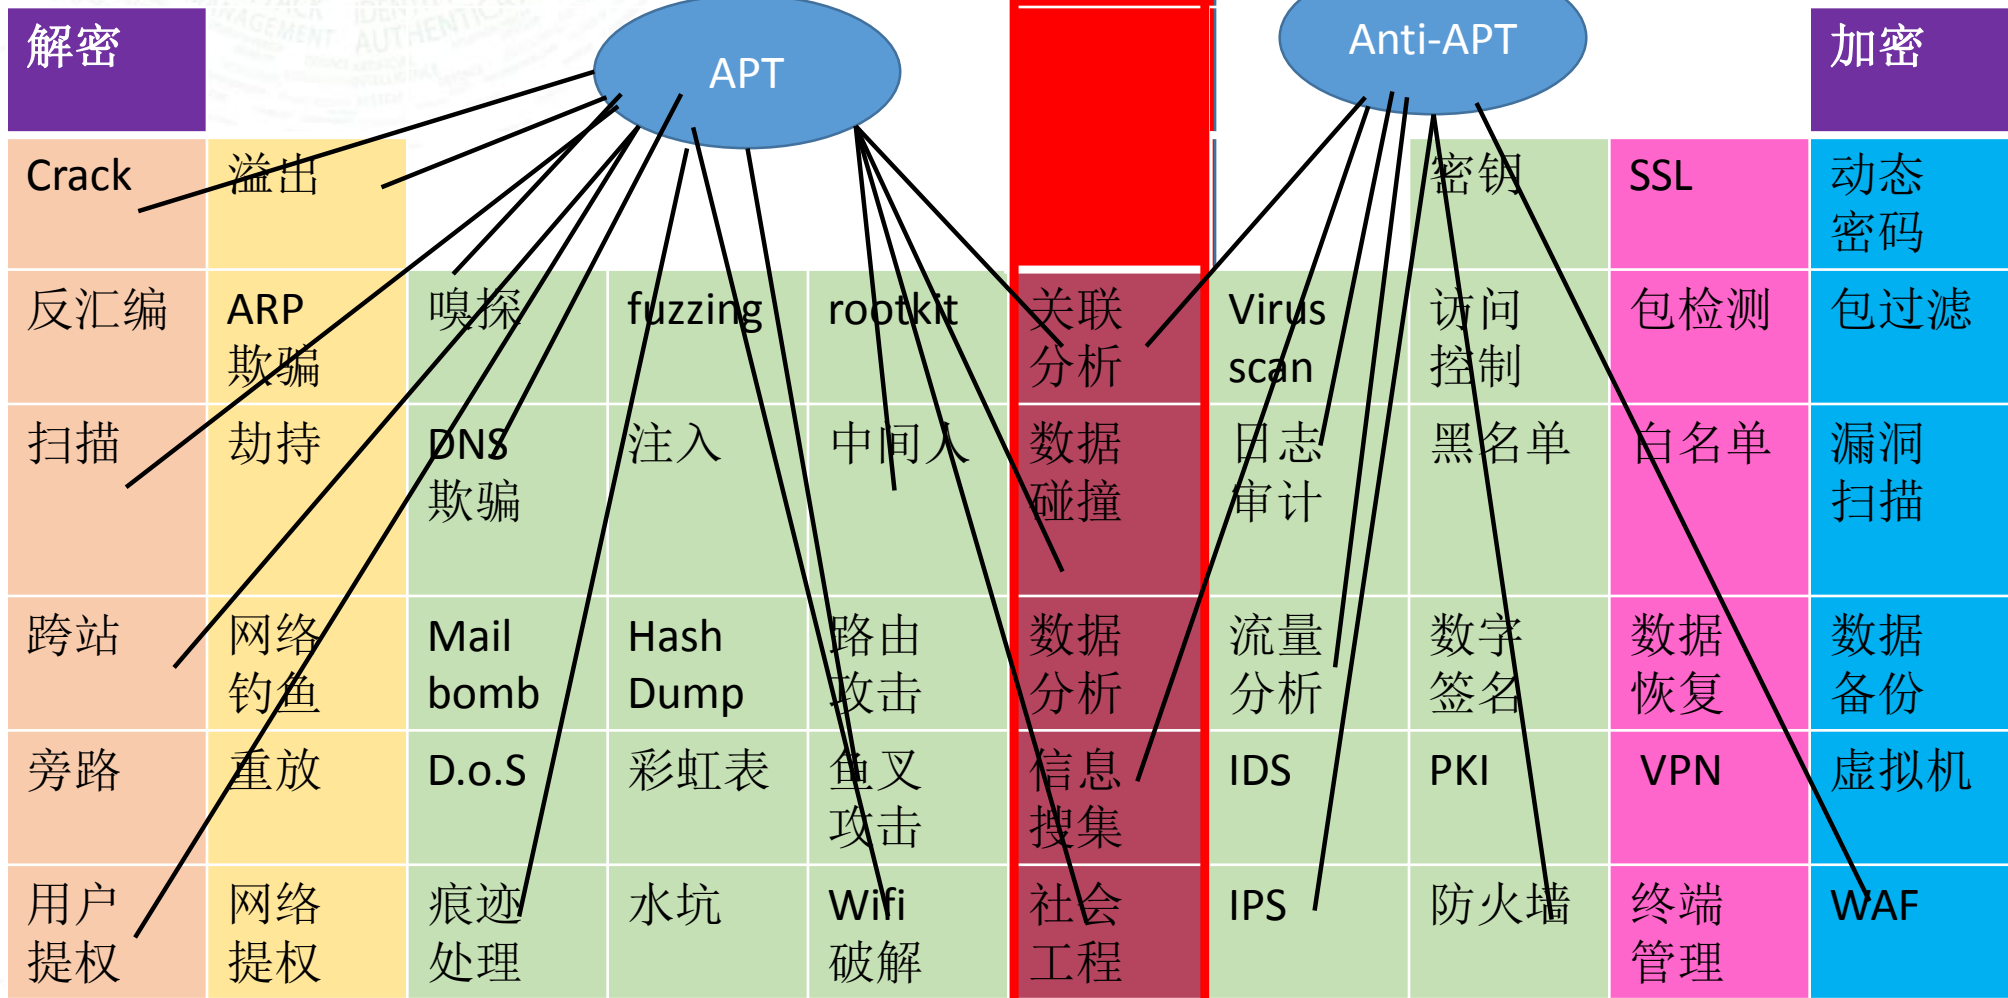 解密
APT
Anti-APT
加密
Crack
溢出
密钥
SSL
动态
密码
反汇编
ARP
欺骗
嗅探
fuzzing
rootkit
关联
分析
Virus
scan
访问
控制
包检测
包过滤
扫描
劫持
DNS
欺骗
注入
中间人
数据
碰撞
日志
审计
黑名单
白名单
漏洞
扫描
跨站
网络
钓鱼
Mail
bomb
Hash
Dump
路由
攻击
数据
分析
流量
分析
数字
签名
数据
恢复
数据
备份
旁路
重放
D.o.S
彩虹表
鱼叉
攻击
信息
搜集
IDS
PKI
VPN
虚拟机
用户
提权
网络
提权
痕迹
处理
水坑
Wifi
破解
社会
工程
IPS
防火墙
终端
管理
WAF